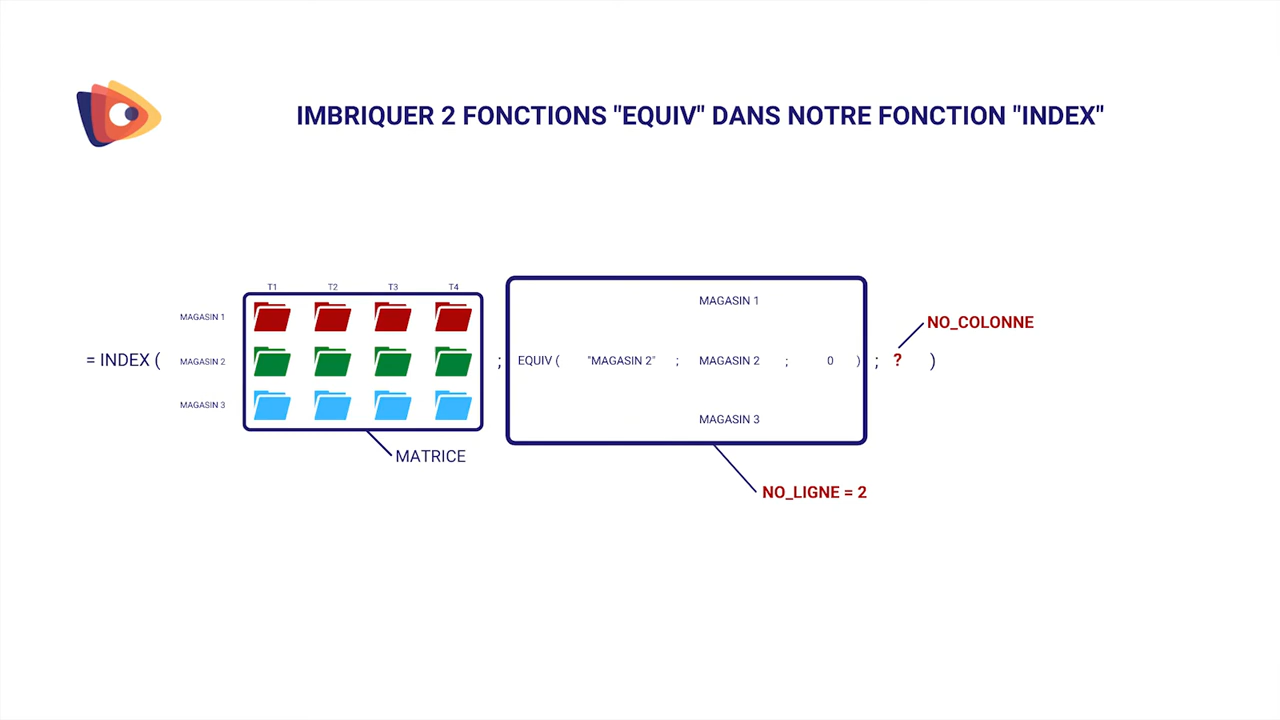 IMBRIQUER 2 FONCTIONS "EQUIV" DANS NOTRE FONCTION "INDEX"
T1 T2 T3 T4
MAGASIN 1
MAGASIN 1
NO_COLONNE
= INDEX ( MAGASIN 2 ; EQUIV ( "MAGASIN 2" ; MAGASIN 2 ; 0 ) ; ? )
MAGASIN 3
MAGASIN 3
MATRICE
NO_LIGNE = 2